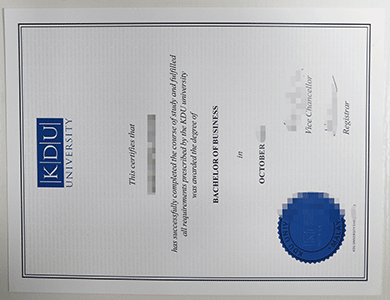 KDU
UNIVERSITY
This certifies that
has successfully completed the course of study and fulfilled
all requirements prescribed by the KDU university
was awarded the degree of
BACHELOR OF BUSINESS
in
OCTOBER
Vice Chancellor
Registrar